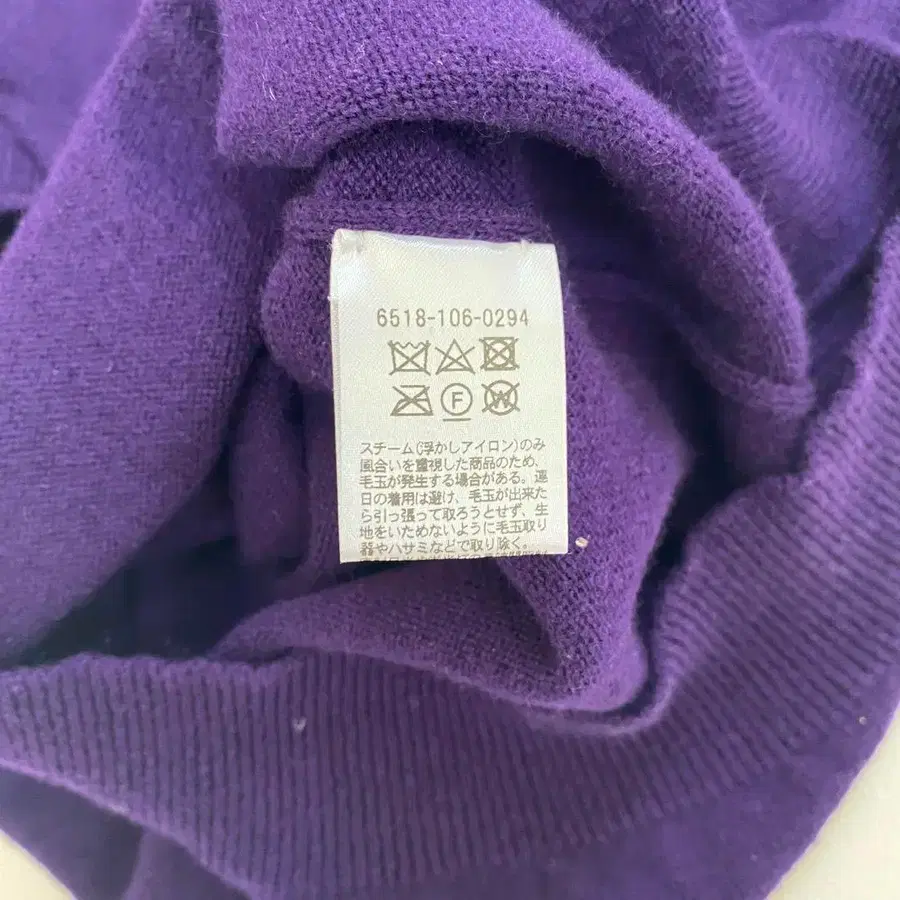 6518-106-0294
F
W
スチーム(浮かしアイロン)のみ
風合いを重視した商品のため、
毛玉が発生する場合がある。連
日の着用は避け、毛玉が出来た
ら引っ張って取ろうとせず、生
地をいためないように毛玉取り
器やハサミなどで取り除く。